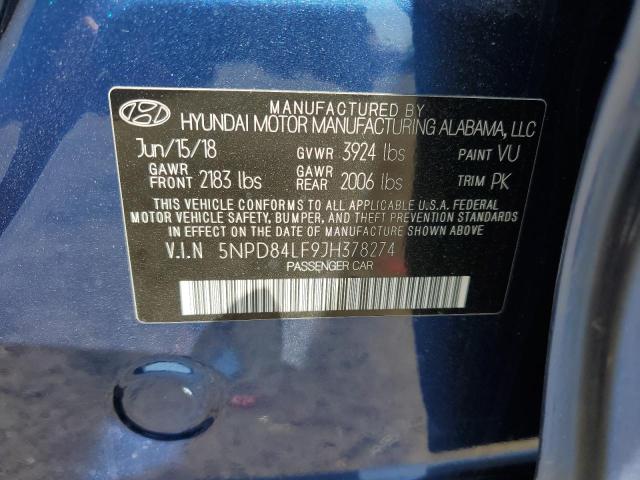 MANUFACTURED BY
HYUNDAI MOTOR MANUFACTURING ALABAMA, LLC
Jun/15/18 GVWR 3924 lbs PAINT VU
GAWR FRONT 2183 lbs GAWR REAR 2006 lbs TRIM PK
THIS VEHICLE CONFORMS TO ALL APPLICABLE U.S.A. FEDERAL
MOTOR VEHICLE SAFETY, BUMPER, AND THEFT PREVENTION STANDARDS
IN EFFECT ON THE DATE OF MANUFACTURE SHOWN ABOVE.
V.I.N 5NPD84LF9JH378274
PASSENGER CAR